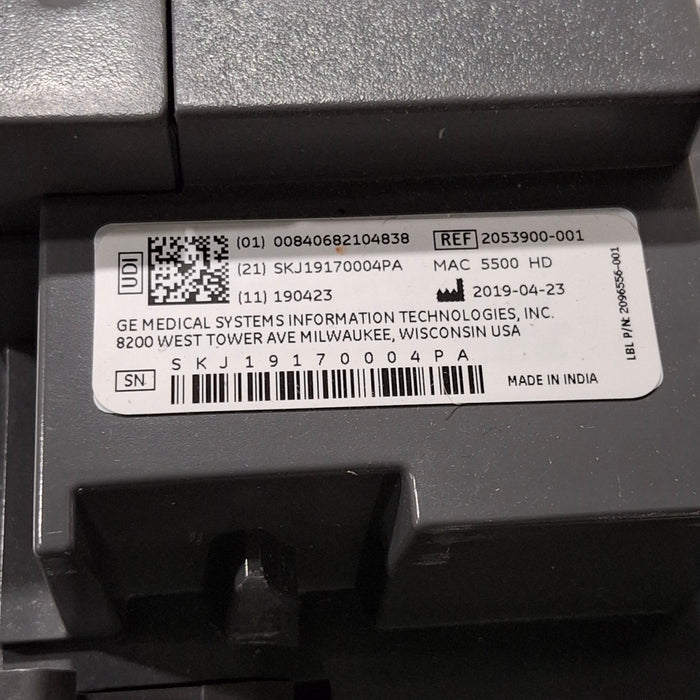 UDI
(01) 00840682104838 REF 2053900-001
(21) SKJ19170004PA MAC 5500 HD
(11) 190423 2019-04-23
GE MEDICAL SYSTEMS INFORMATION TECHNOLOGIES, INC.
8200 WEST TOWER AVE MILWAUKEE, WISCONSIN USA
SKJ19170004PA
SN MADE IN INDIA
LBL P/N: 2096556-001